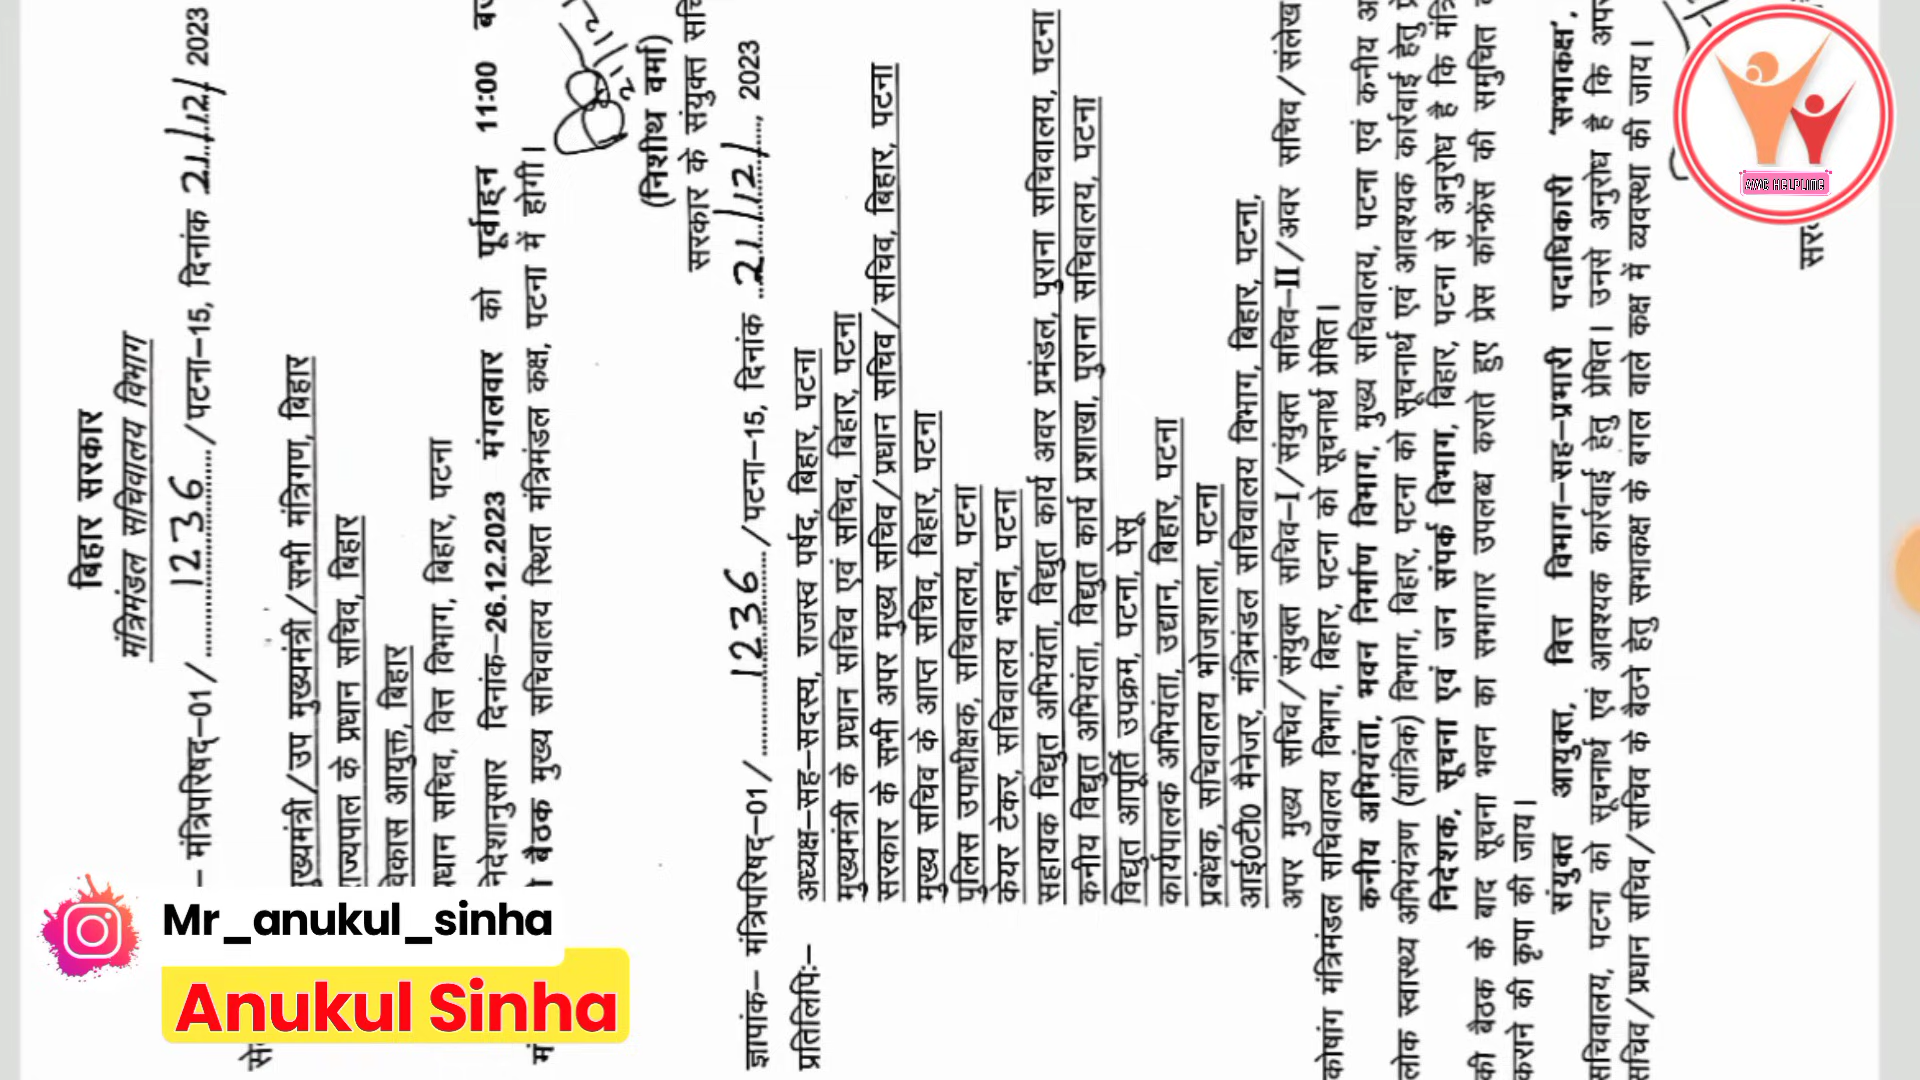 बिहार सरकार
मंत्रिमंडल सचिवालय विभाग
– मंत्रिपरिषद–01 / 1236 /पटना–15, दिनांक 21/12/ 2023
मुख्यमंत्री/उप मुख्यमंत्री/सभी मंत्रिगण, बिहार
राज्यपाल के प्रधान सचिव, बिहार
विकास आयुक्त, बिहार
प्रधान सचिव, वित्त विभाग, बिहार, पटना
निदेशानुसार दिनांक–26.12.2023 मंगलवार को पूर्वाह्न 11:00
बैठक मुख्य सचिवालय स्थित मंत्रिमंडल कक्ष, पटना में होगी।
21/12
(निशीथ वर्मा)
सरकार के संयुक्त
ज्ञापांक– मंत्रिपरिषद–01 / 1236 /पटना–15, दिनांक 21/12/, 2023
प्रतिलिपिः– अध्यक्ष–सह–सदस्य, राजस्व पर्षद, बिहार, पटना
मुख्यमंत्री के प्रधान सचिव एवं सचिव, बिहार, पटना
सरकार के सभी अपर मुख्य सचिव/प्रधान सचिव/सचिव, बिहार, पटना
मुख्य सचिव के आप्त सचिव, बिहार, पटना
पुलिस उपाधीक्षक, सचिवालय, पटना
केयर टेकर, सचिवालय भवन, पटना
सहायक विद्युत अभियंता, विद्युत कार्य अवर प्रमंडल, पुराना सचिवालय, पटना
कनीय विद्युत अभियंता, विद्युत कार्य प्रशाखा, पुराना सचिवालय, पटना
विद्युत आपूर्ति उपक्रम, पटना, पेसू
कार्यपालक अभियंता, उद्यान, बिहार, पटना
प्रबंधक, सचिवालय भोजशाला, पटना
आई०टी० मैनेजर, मंत्रिमंडल सचिवालय विभाग, बिहार, पटना,
अपर मुख्य सचिव/संयुक्त सचिव–I/संयुक्त सचिव–II/अवर सचिव/संलेख
कोषांग मंत्रिमंडल सचिवालय विभाग, बिहार, पटना को सूचनार्थ प्रेषित।
कनीय अभियंता, भवन निर्माण विभाग, मुख्य सचिवालय, पटना एवं कनीय
लोक स्वास्थ्य अभियंत्रण (यांत्रिक) विभाग, बिहार, पटना को सूचनार्थ एवं आवश्यक कार्रवाई हेतु
निदेशक, सूचना एवं जन संपर्क विभाग, बिहार, पटना से अनुरोध है कि
की बैठक के बाद सूचना भवन का सभागार उपलब्ध कराते हुए प्रेस कॉन्फ्रेंस की समुचित
कराने की कृपा की जाय।
संयुक्त आयुक्त, वित्त विभाग–सह–प्रभारी पदाधिकारी 'सभाकक्ष',
सचिवालय, पटना को सूचनार्थ एवं आवश्यक कार्रवाई हेतु प्रेषित। उनसे अनुरोध है कि
सचिव/प्रधान सचिव/सचिव के बैठने हेतु सभाकक्ष के बगल वाले कक्ष में व्यवस्था की जाय।
AMC HELPLINE
Mr_anukul_sinha
Anukul Sinha